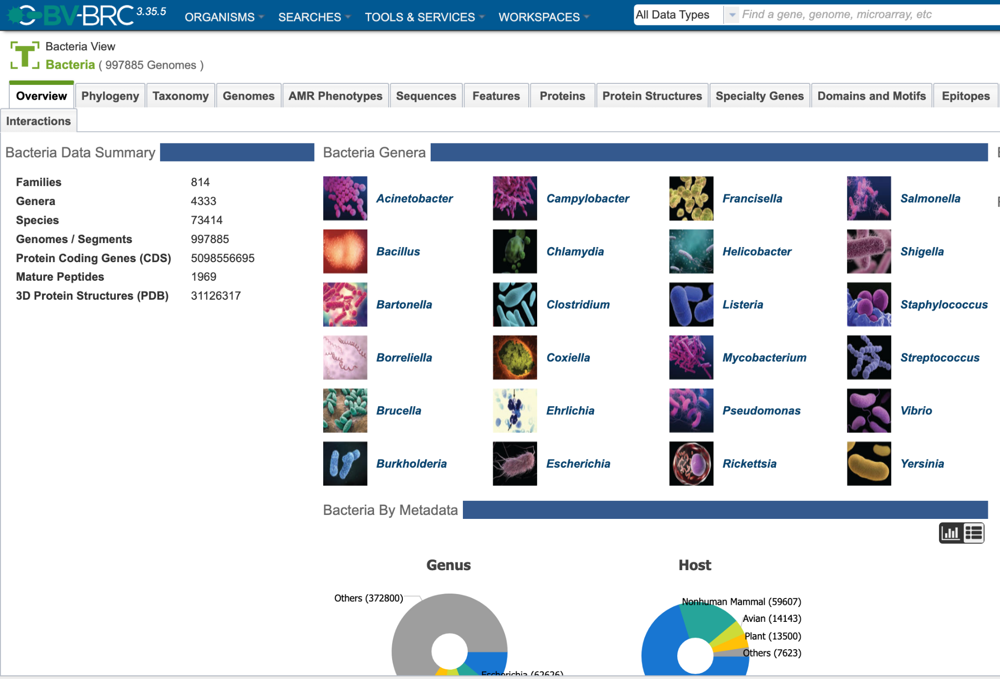 BV-BRC 3.35.5
ORGANISMS SEARCHES TOOLS & SERVICES WORKSPACES All Data Types Find a gene, genome, microarray, etc
T
Bacteria View
Bacteria ( 997885 Genomes )
Overview Phylogeny Taxonomy Genomes AMR Phenotypes Sequences Features Proteins Protein Structures Specialty Genes Domains and Motifs Epitopes
Interactions
Bacteria Data Summary
Families 814
Genera 4333
Species 73414
Genomes / Segments 997885
Protein Coding Genes (CDS) 5098556695
Mature Peptides 1969
3D Protein Structures (PDB) 31126317
Bacteria Genera
Acinetobacter Campylobacter Francisella Salmonella
Bacillus Chlamydia Helicobacter Shigella
Bartonella Clostridium Listeria Staphylococcus
Borreliella Coxiella Mycobacterium Streptococcus
Brucella Ehrlichia Pseudomonas Vibrio
Burkholderia Escherichia Rickettsia Yersinia
Bacteria By Metadata
Genus
Others (372800)
Escherichia (62626)
Host
Nonhuman Mammal (59607)
Avian (14143)
Plant (13500)
Others (7623)